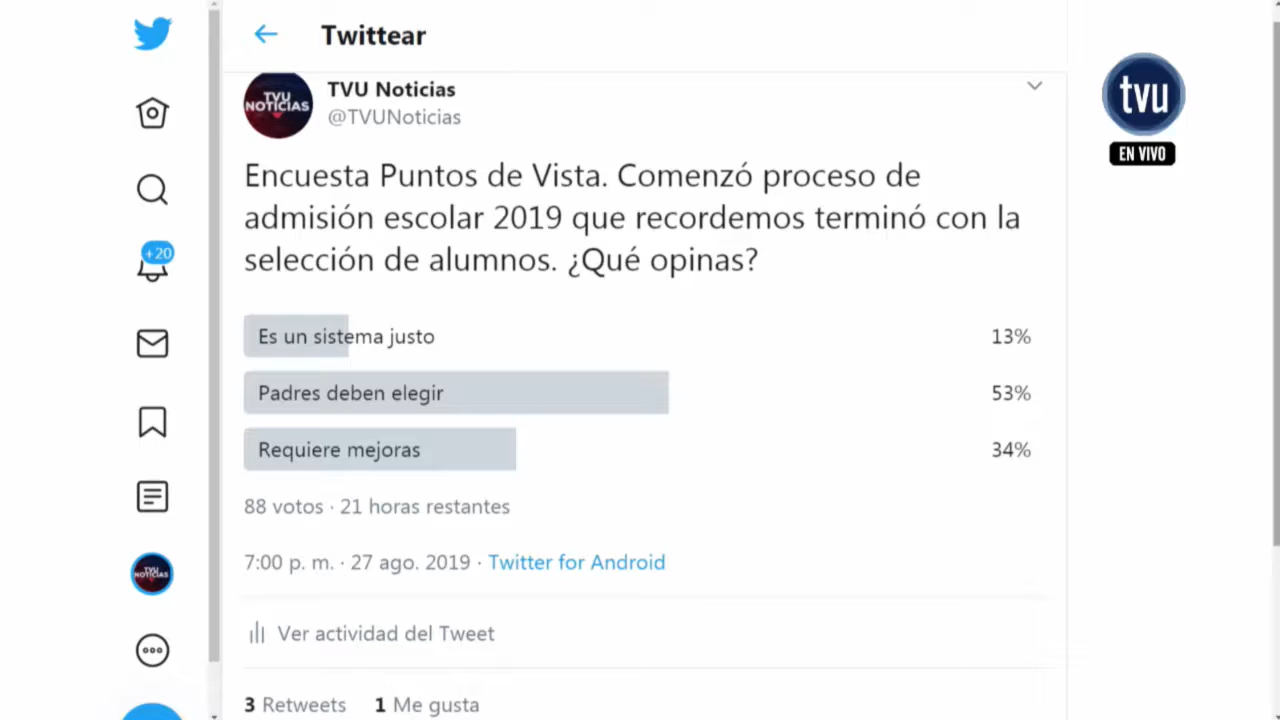 Twittear
TVU NOTICIAS
TVU Noticias
@TVUNoticias
tvu
EN VIVO
Encuesta Puntos de Vista. Comenzó proceso de
admisión escolar 2019 que recordemos terminó con la
selección de alumnos. ¿Qué opinas?
+20
Es un sistema justo 13%
Padres deben elegir 53%
Requiere mejoras 34%
88 votos · 21 horas restantes
7:00 p. m. · 27 ago. 2019 · Twitter for Android
TVU NOTICIAS
Ver actividad del Tweet
3 Retweets 1 Me gusta